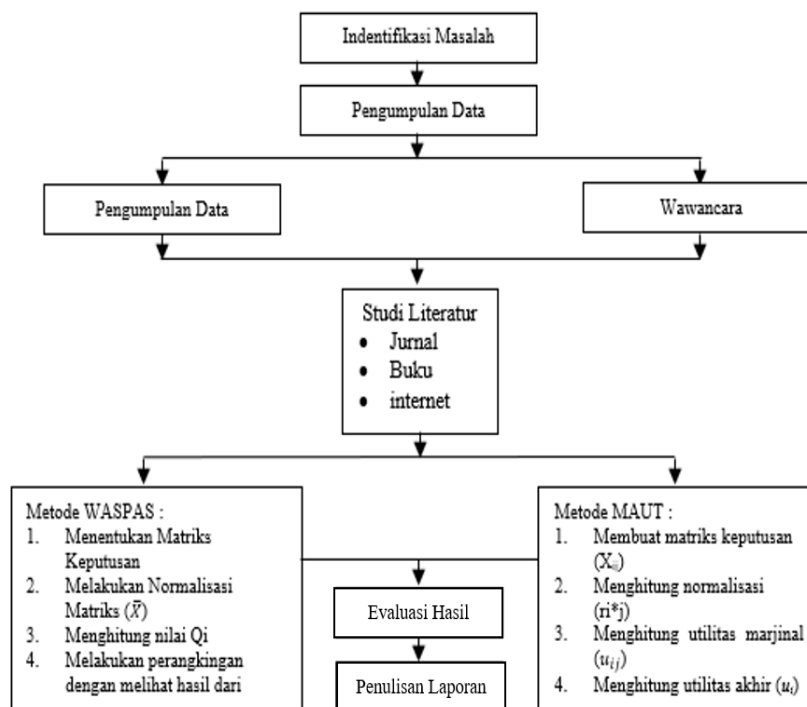 Indentifikasi Masalah
Pengumpulan Data
Pengumpulan Data
Wawancara
Studi Literatur
• Jurnal
• Buku
• internet
Metode WASPAS :
1. Menentukan Matriks
Keputusan
2. Melakukan Normalisasi
Matriks (X̄)
3. Menghitung nilai Qi
4. Melakukan perangkingan
dengan melihat hasil dari
Evaluasi Hasil
Penulisan Laporan
Metode MAUT :
1. Membuat matriks keputusan
(Xᵢⱼ)
2. Menghitung normalisasi
(ri*j)
3. Menghitung utilitas marjinal
(uᵢⱼ)
4. Menghitung utilitas akhir (uᵢ)